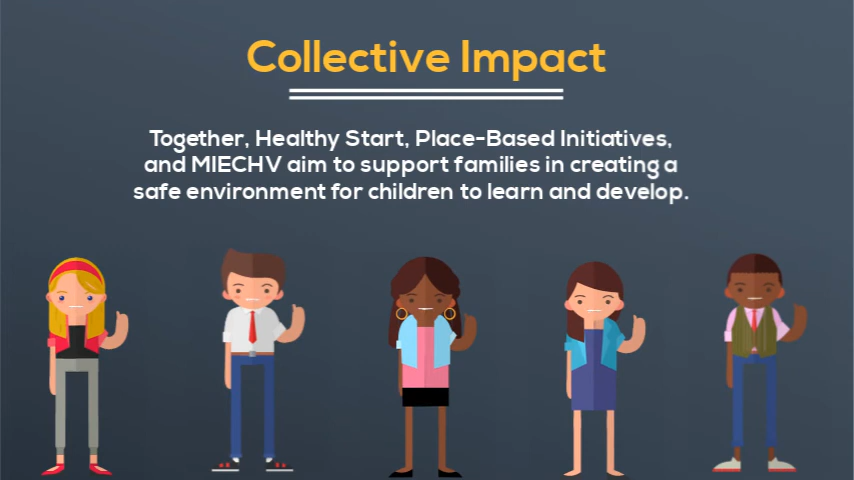 Collective Impact
Together, Healthy Start, Place-Based Initiatives,
and MIECHV aim to support families in creating a
safe environment for children to learn and develop.